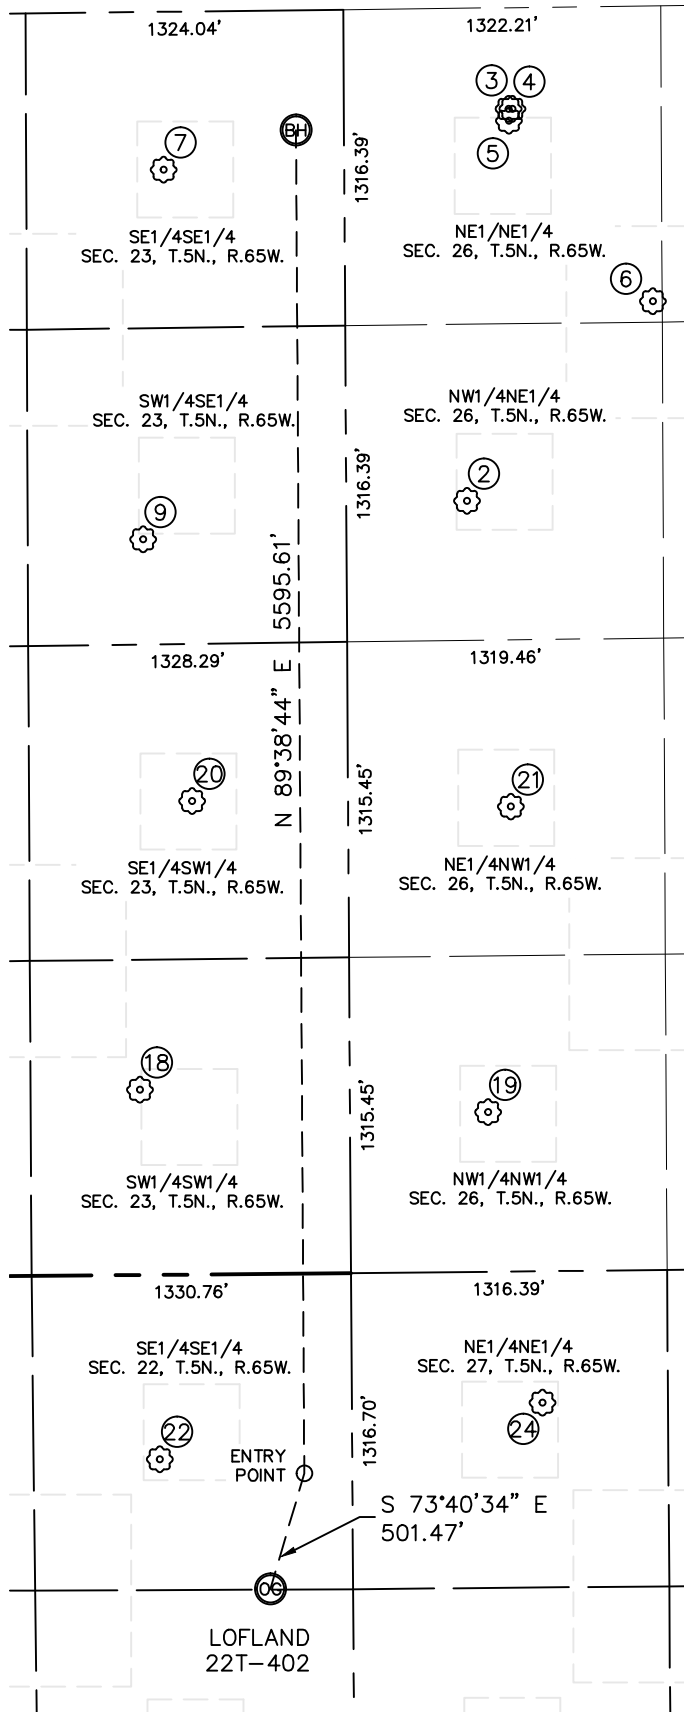 1324.04'
1322.21'
3
4
BH
7
5
1316.39'
SE1/4SE1/4
SEC. 23, T.5N., R.65W.
NE1/NE1/4
SEC. 26, T.5N., R.65W.
6
SW1/4SE1/4
SEC. 23, T.5N., R.65W.
NW1/4NE1/4
SEC. 26, T.5N., R.65W.
2
9
1316.39'
N 89°38'44" E 5595.61'
1328.29'
1319.46'
20
21
1315.45'
SE1/4SW1/4
SEC. 23, T.5N., R.65W.
NE1/4NW1/4
SEC. 26, T.5N., R.65W.
18
19
1315.45'
SW1/4SW1/4
SEC. 23, T.5N., R.65W.
NW1/4NW1/4
SEC. 26, T.5N., R.65W.
1330.76'
1316.39'
SE1/4SE1/4
SEC. 22, T.5N., R.65W.
NE1/4NE1/4
SEC. 27, T.5N., R.65W.
22
24
1316.70'
ENTRY
POINT
S 73°40'34" E
501.47'
OG
LOFLAND
22T-402